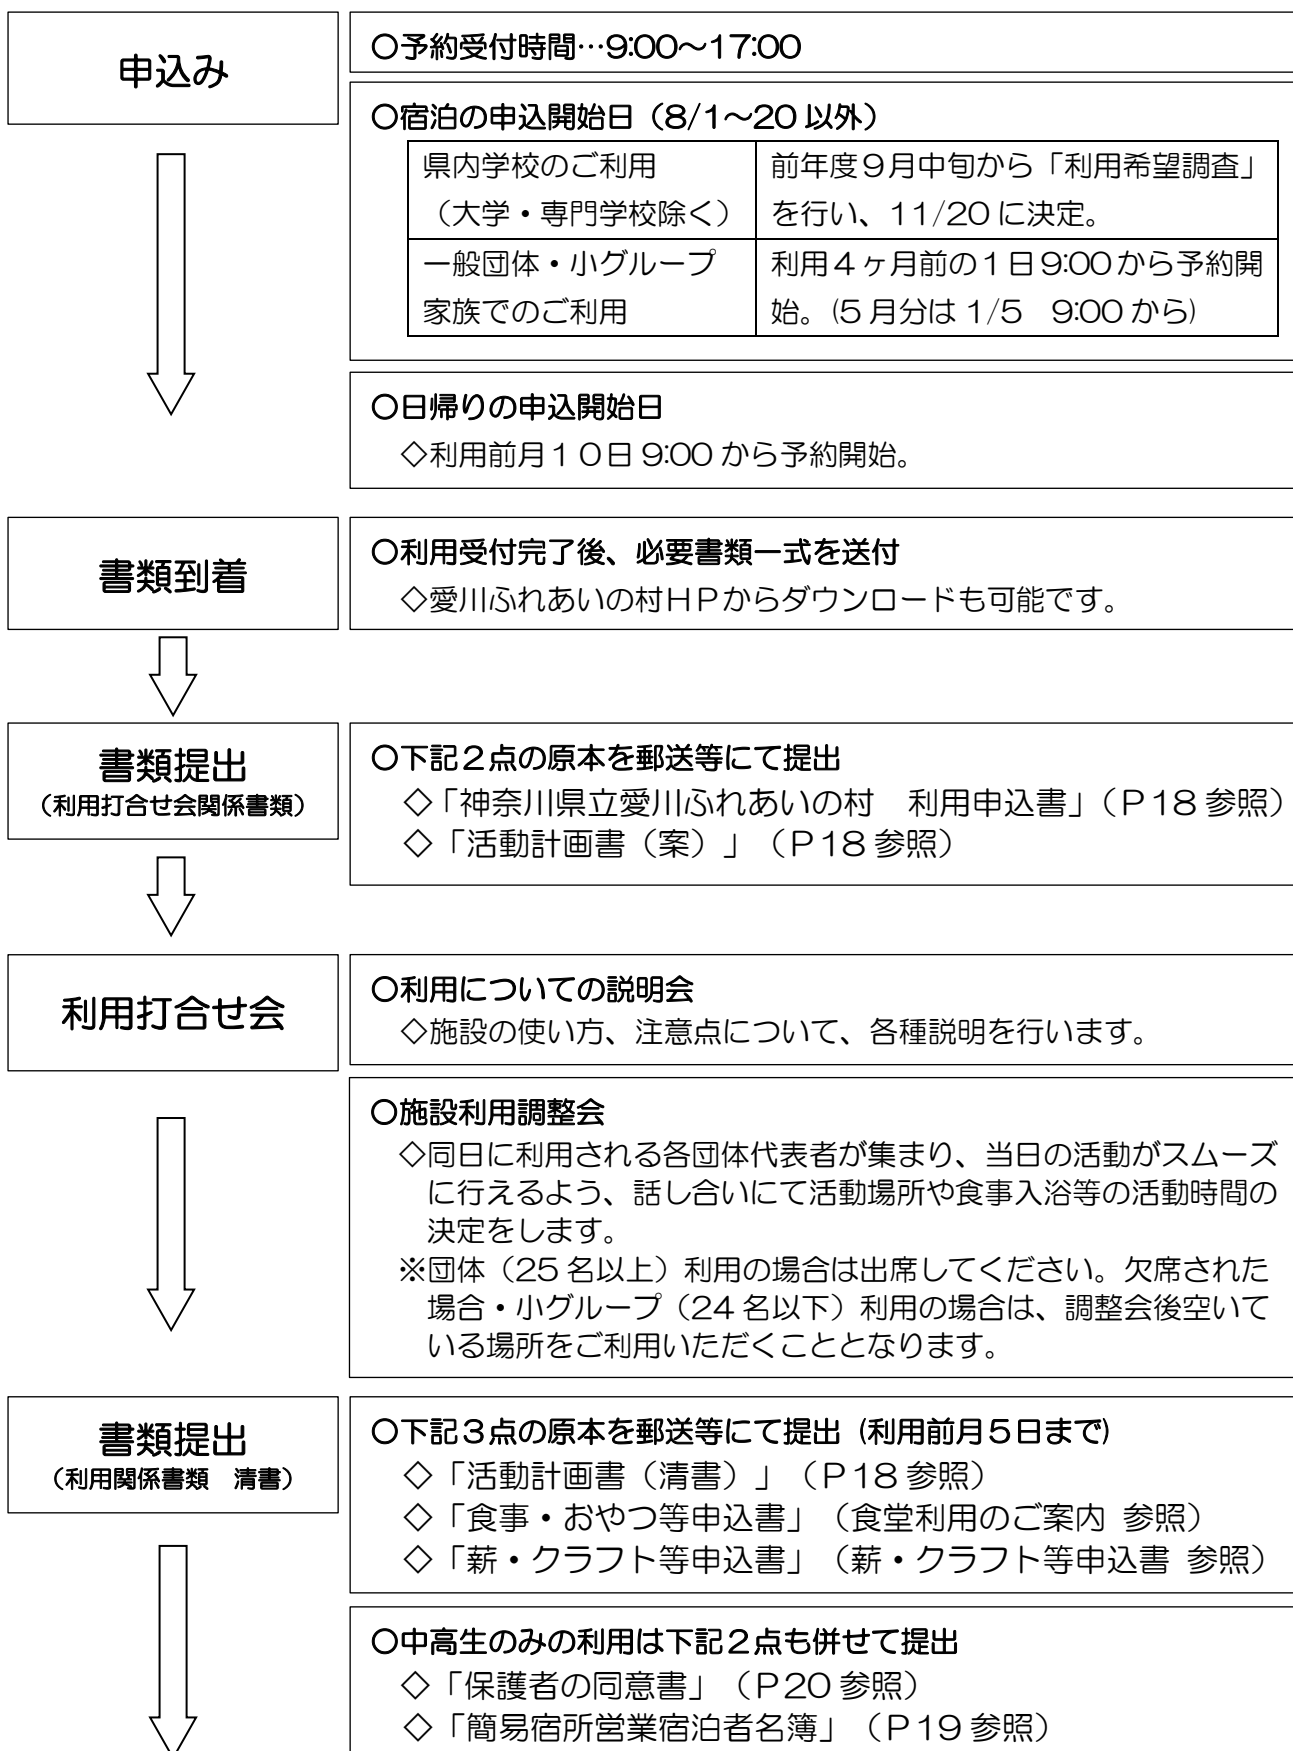 申込み
〇予約受付時間…9:00～17:00
〇宿泊の申込開始日（8/1～20 以外）
県内学校のご利用
（大学・専門学校除く）
前年度９月中旬から「利用希望調査」
を行い、11/20 に決定。
一般団体・小グループ
家族でのご利用
利用４ヶ月前の１日 9:00 から予約開
始。(5 月分は 1/5　9:00 から)
〇日帰りの申込開始日
◇利用前月１０日 9:00 から予約開始。
書類到着
〇利用受付完了後、必要書類一式を送付
◇愛川ふれあいの村ＨＰからダウンロードも可能です。
書類提出
（利用打合せ会関係書類）
〇下記２点の原本を郵送等にて提出
◇「神奈川県立愛川ふれあいの村　利用申込書」（Ｐ18 参照）
◇「活動計画書（案）」（Ｐ18 参照）
利用打合せ会
〇利用についての説明会
◇施設の使い方、注意点について、各種説明を行います。
〇施設利用調整会
◇同日に利用される各団体代表者が集まり、当日の活動がスムーズ
に行えるよう、話し合いにて活動場所や食事入浴等の活動時間の
決定をします。
※団体（25 名以上）利用の場合は出席してください。欠席された
場合・小グループ（24 名以下）利用の場合は、調整会後空いて
いる場所をご利用いただくこととなります。
書類提出
（利用関係書類　清書）
〇下記３点の原本を郵送等にて提出（利用前月５日まで）
◇「活動計画書（清書）」（Ｐ18 参照）
◇「食事・おやつ等申込書」（食堂利用のご案内 参照）
◇「薪・クラフト等申込書」（薪・クラフト等申込書 参照）
〇中高生のみの利用は下記２点も併せて提出
◇「保護者の同意書」（Ｐ20 参照）
◇「簡易宿所営業宿泊者名簿」（Ｐ19 参照）